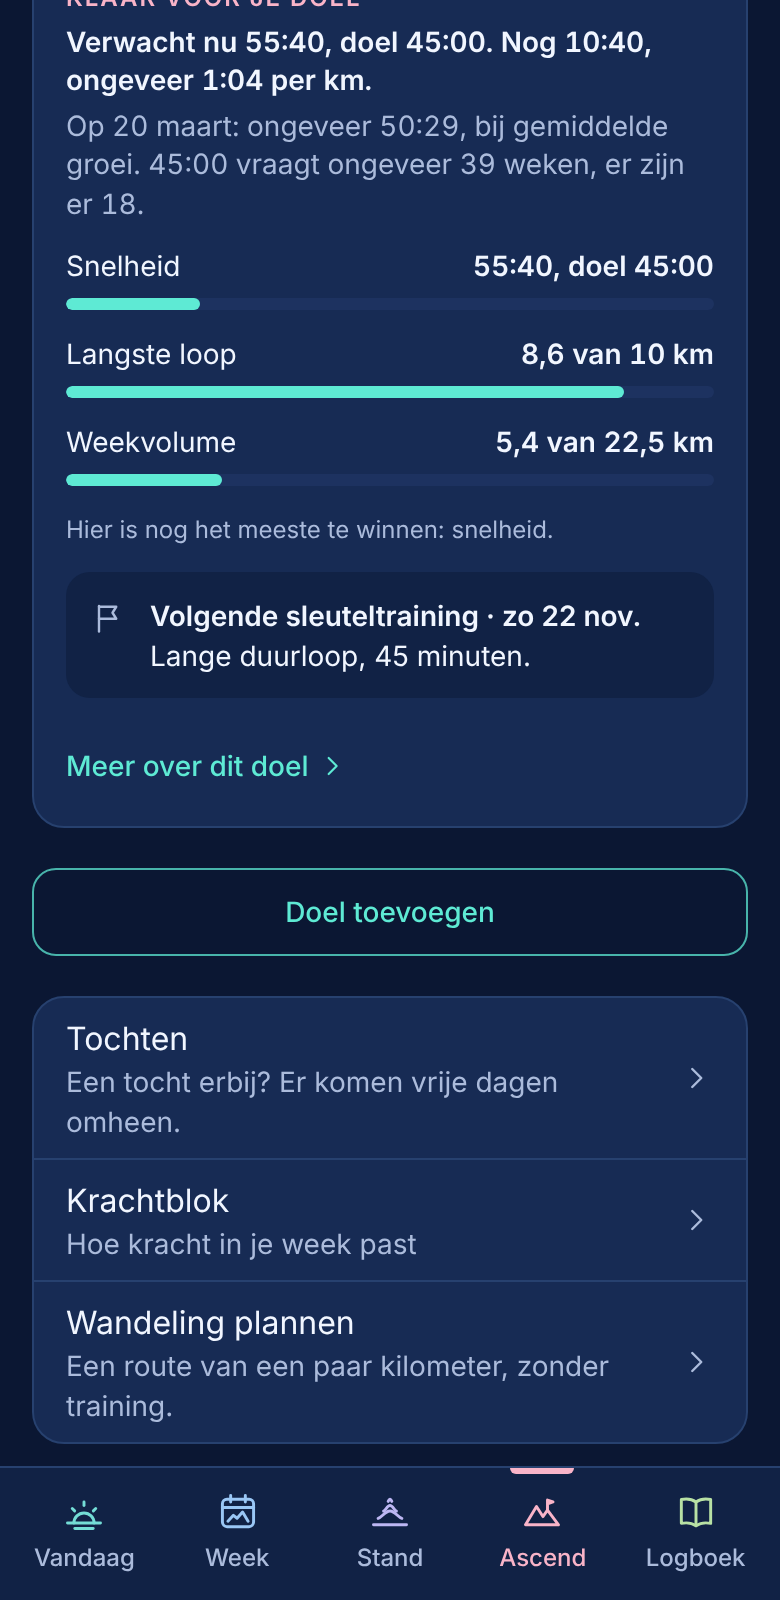 KLAAR VOOR JE DOEL
Verwacht nu 55:40, doel 45:00. Nog 10:40,
ongeveer 1:04 per km.
Op 20 maart: ongeveer 50:29, bij gemiddelde
groei. 45:00 vraagt ongeveer 39 weken, er zijn
er 18.
Snelheid 55:40, doel 45:00
Langste loop 8,6 van 10 km
Weekvolume 5,4 van 22,5 km
Hier is nog het meeste te winnen: snelheid.
Volgende sleuteltraining · zo 22 nov.
Lange duurloop, 45 minuten.
Meer over dit doel
Doel toevoegen
Tochten
Een tocht erbij? Er komen vrije dagen
omheen.
Krachtblok
Hoe kracht in je week past
Wandeling plannen
Een route van een paar kilometer, zonder
training.
Vandaag Week Stand Ascend Logboek